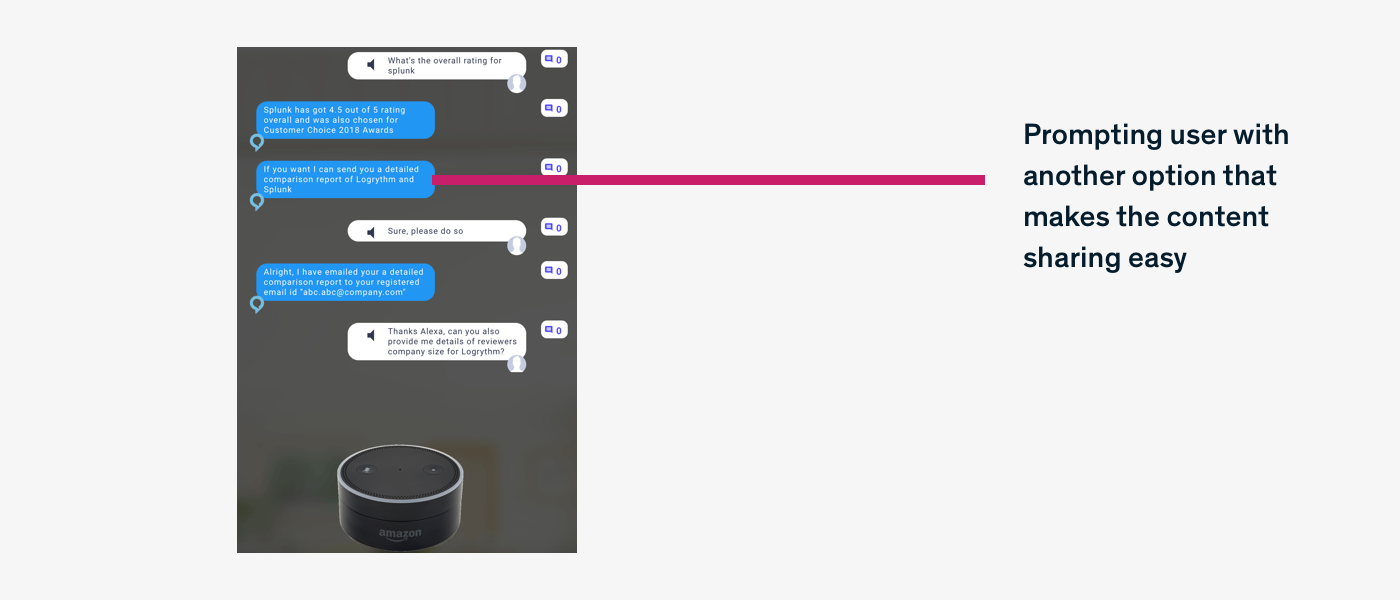 What's the overall rating for
splunk
0
Splunk has got 4.5 out of 5 rating
overall and was also chosen for
Customer Choice 2018 Awards
0
If you want I can send you a detailed
comparison report of Logrythm and
Splunk
0
Sure, please do so
0
Alright, I have emailed your a detailed
comparison report to your registered
email id "abc.abc@company.com"
0
Thanks Alexa, can you also
provide me details of reviewers
company size for Logrythm?
0
amazon
Prompting user with
another option that
makes the content
sharing easy